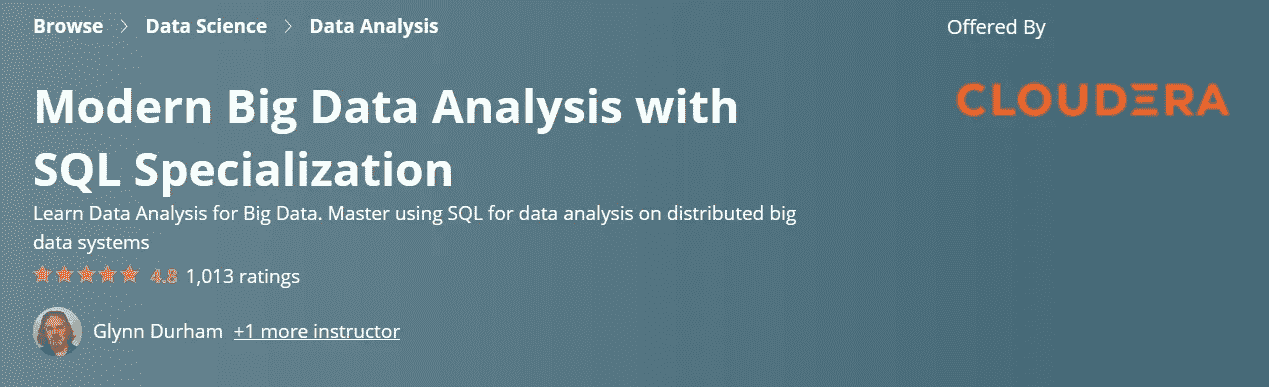 Browse > Data Science > Data Analysis
Offered By
CLOUDERA
Modern Big Data Analysis with
SQL Specialization
Learn Data Analysis for Big Data. Master using SQL for data analysis on distributed big
data systems
4.8 1,013 ratings
Glynn Durham +1 more instructor